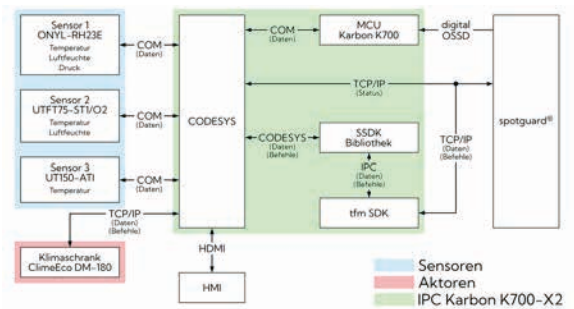 Sensor 1
ONYL-RH23E
Temperatur
Luftfeuchte
Druck
COM
(Daten)
Sensor 2
UTFT75-ST1/O2
Temperatur
Luftfeuchte
COM
(Daten)
Sensor 3
UT150-ATI
Temperatur
COM
(Daten)
TCP/IP
(Daten)
(Befehle)
Klimaschrank
ClimeEco DM-180
CODESYS
HDMI
HMI
COM
(Daten)
MCU
Karbon K700
digital
OSSD
TCP/IP
(Status)
CODESYS
(Daten)
(Befehle)
SSDK
Bibliothek
IPC
(Daten)
(Befehle)
tfm SDK
TCP/IP
(Daten)
(Befehle)
spotguard®
Sensoren
Aktoren
IPC Karbon K700-X2